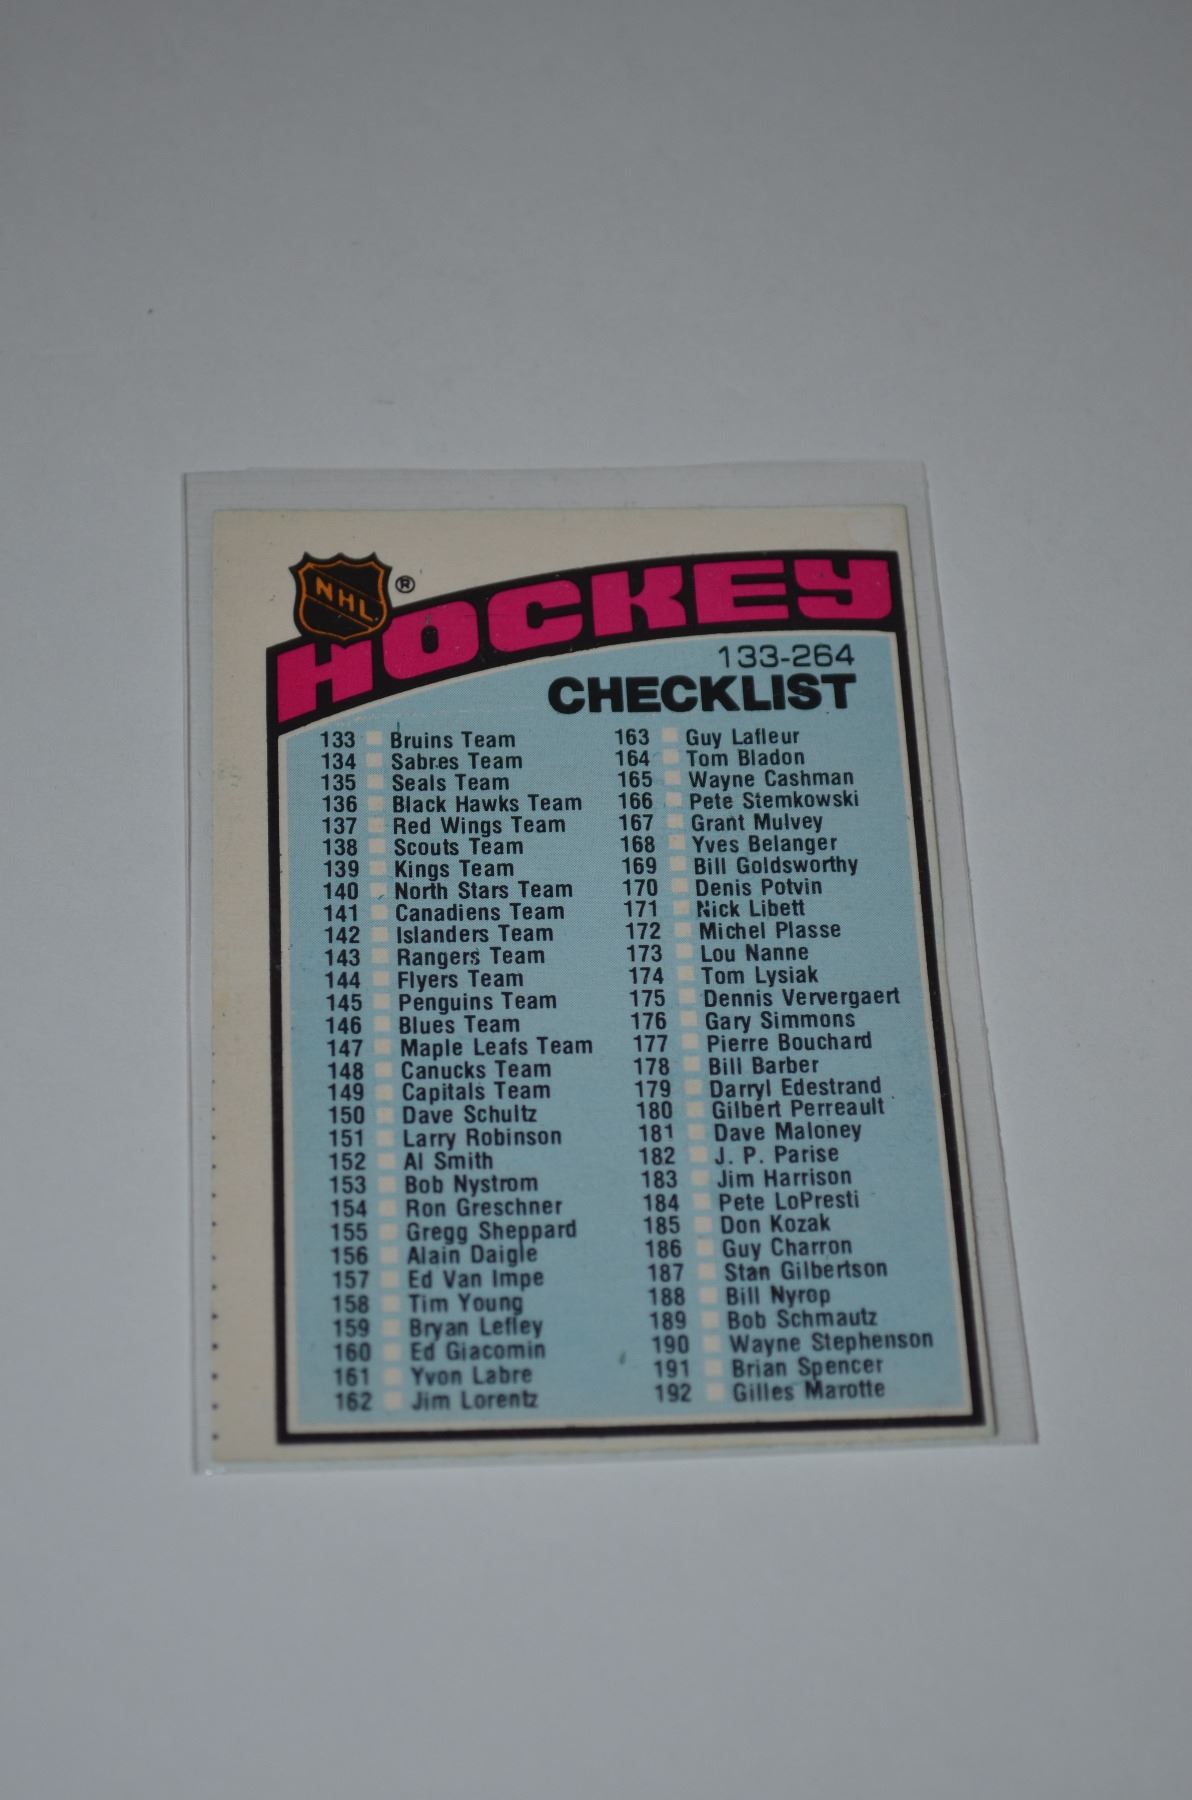 NHL ®
HOCKEY
133-264
CHECKLIST
133 Bruins Team
134 Sabres Team
135 Seals Team
136 Black Hawks Team
137 Red Wings Team
138 Scouts Team
139 Kings Team
140 North Stars Team
141 Canadiens Team
142 Islanders Team
143 Rangers Team
144 Flyers Team
145 Penguins Team
146 Blues Team
147 Maple Leafs Team
148 Canucks Team
149 Capitals Team
150 Dave Schultz
151 Larry Robinson
152 Al Smith
153 Bob Nystrom
154 Ron Greschner
155 Gregg Sheppard
156 Alain Daigle
157 Ed Van Impe
158 Tim Young
159 Bryan Lefley
160 Ed Giacomin
161 Yvon Labre
162 Jim Lorentz
163 Guy Lafleur
164 Tom Bladon
165 Wayne Cashman
166 Pete Stemkowski
167 Grant Mulvey
168 Yves Belanger
169 Bill Goldsworthy
170 Denis Potvin
171 Nick Libett
172 Michel Plasse
173 Lou Nanne
174 Tom Lysiak
175 Dennis Ververgaert
176 Gary Simmons
177 Pierre Bouchard
178 Bill Barber
179 Darryl Edestrand
180 Gilbert Perreault
181 Dave Maloney
182 J. P. Parise
183 Jim Harrison
184 Pete LoPresti
185 Don Kozak
186 Guy Charron
187 Stan Gilbertson
188 Bill Nyrop
189 Bob Schmautz
190 Wayne Stephenson
191 Brian Spencer
192 Gilles Marotte